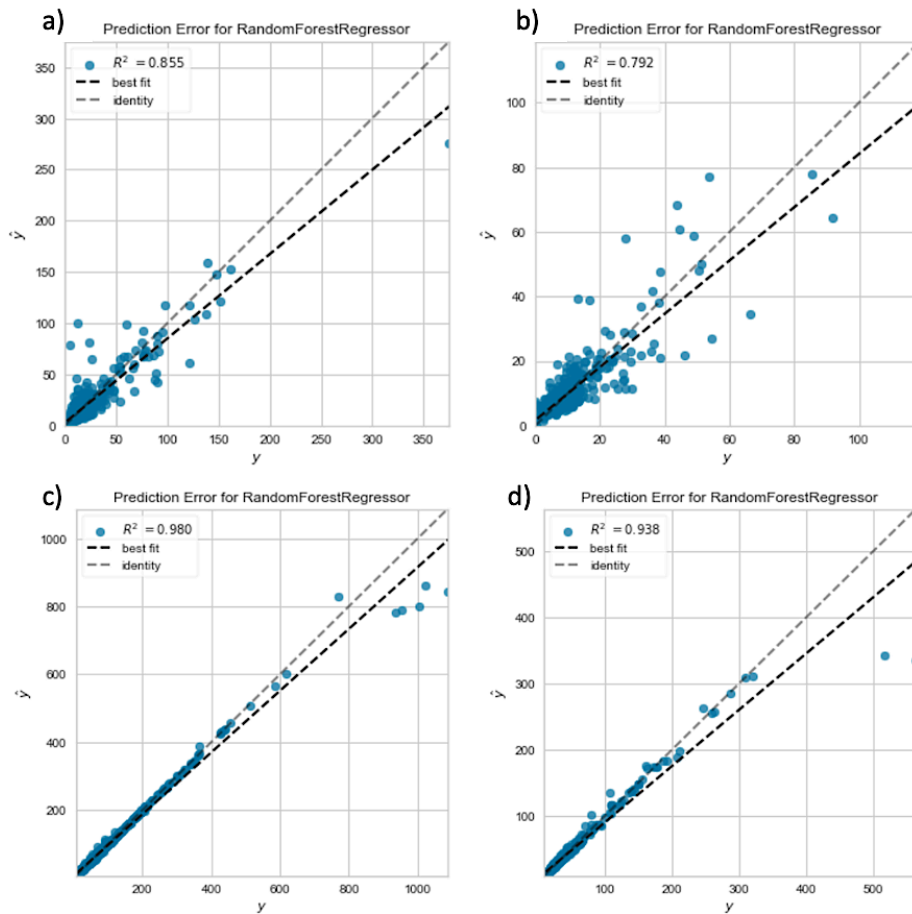 a)
Prediction Error for RandomForestRegressor
R² =0.855
best fit
identity
350
300
250
200
150
100
50
0
ŷ
0 50 100 150 200 250 300 350
y
b)
Prediction Error for RandomForestRegressor
R² =0.792
best fit
identity
100
80
60
40
20
0
ŷ
0 20 40 60 80 100
y
c)
Prediction Error for RandomForestRegressor
R² =0.980
best fit
identity
1000
800
600
400
200
ŷ
200 400 600 800 1000
y
d)
Prediction Error for RandomForestRegressor
R² =0.938
best fit
identity
500
400
300
200
100
ŷ
100 200 300 400 500
y